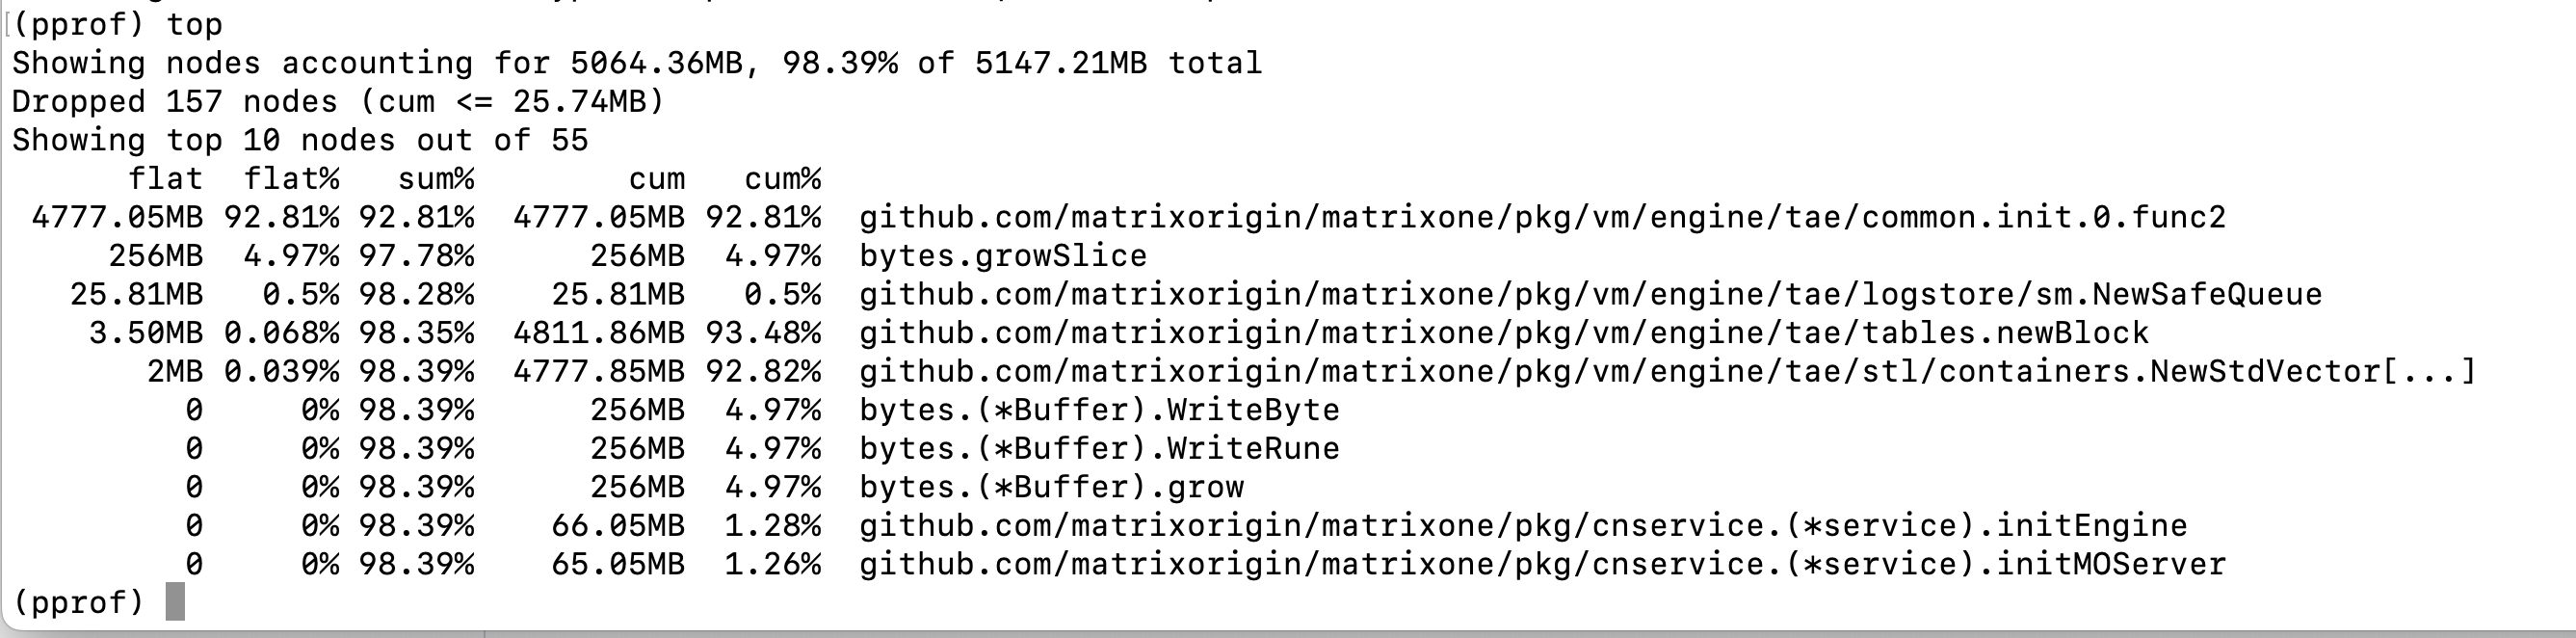 (pprof) top
Showing nodes accounting for 5064.36MB, 98.39% of 5147.21MB total
Dropped 157 nodes (cum <= 25.74MB)
Showing top 10 nodes out of 55
flat flat% sum% cum cum%
4777.05MB 92.81% 92.81% 4777.05MB 92.81% github.com/matrixorigin/matrixone/pkg/vm/engine/tae/common.init.0.func2
256MB 4.97% 97.78% 256MB 4.97% bytes.growSlice
25.81MB 0.5% 98.28% 25.81MB 0.5% github.com/matrixorigin/matrixone/pkg/vm/engine/tae/logstore/sm.NewSafeQueue
3.50MB 0.068% 98.35% 4811.86MB 93.48% github.com/matrixorigin/matrixone/pkg/vm/engine/tae/tables.newBlock
2MB 0.039% 98.39% 4777.85MB 92.82% github.com/matrixorigin/matrixone/pkg/vm/engine/tae/stl/containers.NewStdVector[...]
0 0% 98.39% 256MB 4.97% bytes.(*Buffer).WriteByte
0 0% 98.39% 256MB 4.97% bytes.(*Buffer).WriteRune
0 0% 98.39% 256MB 4.97% bytes.(*Buffer).grow
0 0% 98.39% 66.05MB 1.28% github.com/matrixorigin/matrixone/pkg/cnservice.(*service).initEngine
0 0% 98.39% 65.05MB 1.26% github.com/matrixorigin/matrixone/pkg/cnservice.(*service).initMOServer
(pprof)